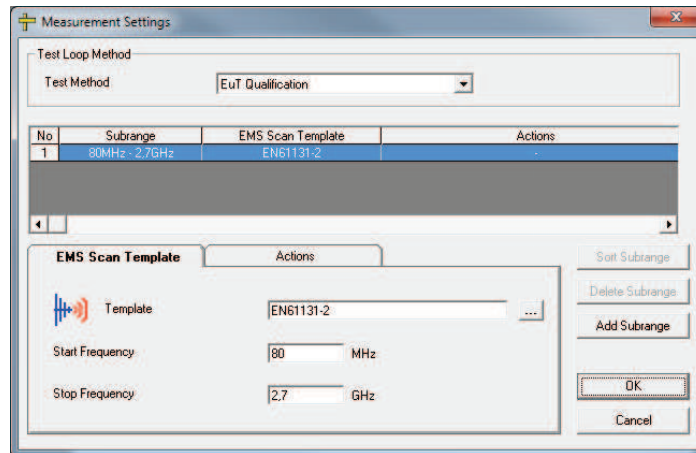 Measurement Settings
Test Loop Method
Test Method EuT Qualification
No Subrange EMS Scan Template Actions
1 80MHz - 2,7GHz EN61131-2 -
EMS Scan Template Actions
Sort Subrange
Delete Subrange
Template EN61131-2 ...
Add Subrange
Start Frequency 80 MHz
OK
Stop Frequency 2,7 GHz
Cancel